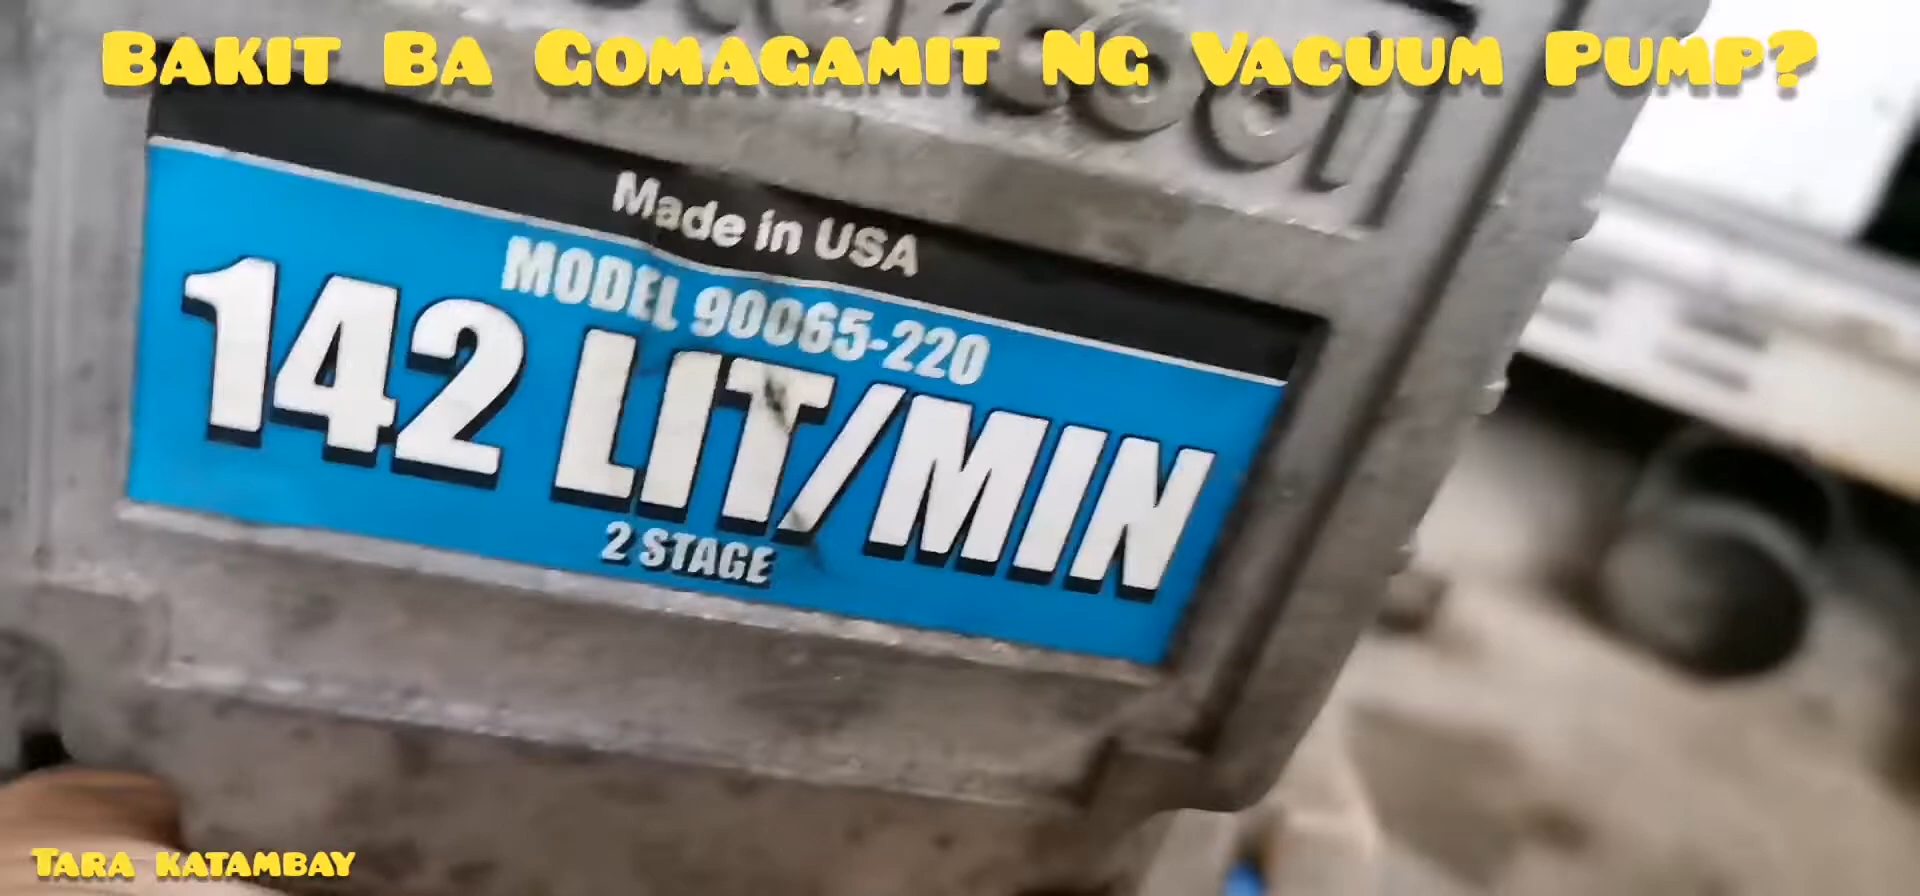 Bakit Ba Gomagamit Ng Vacuum Pump?
Made in USA
MODEL 90065-220
142 LIT/MIN
2 STAGE
Tara katambay